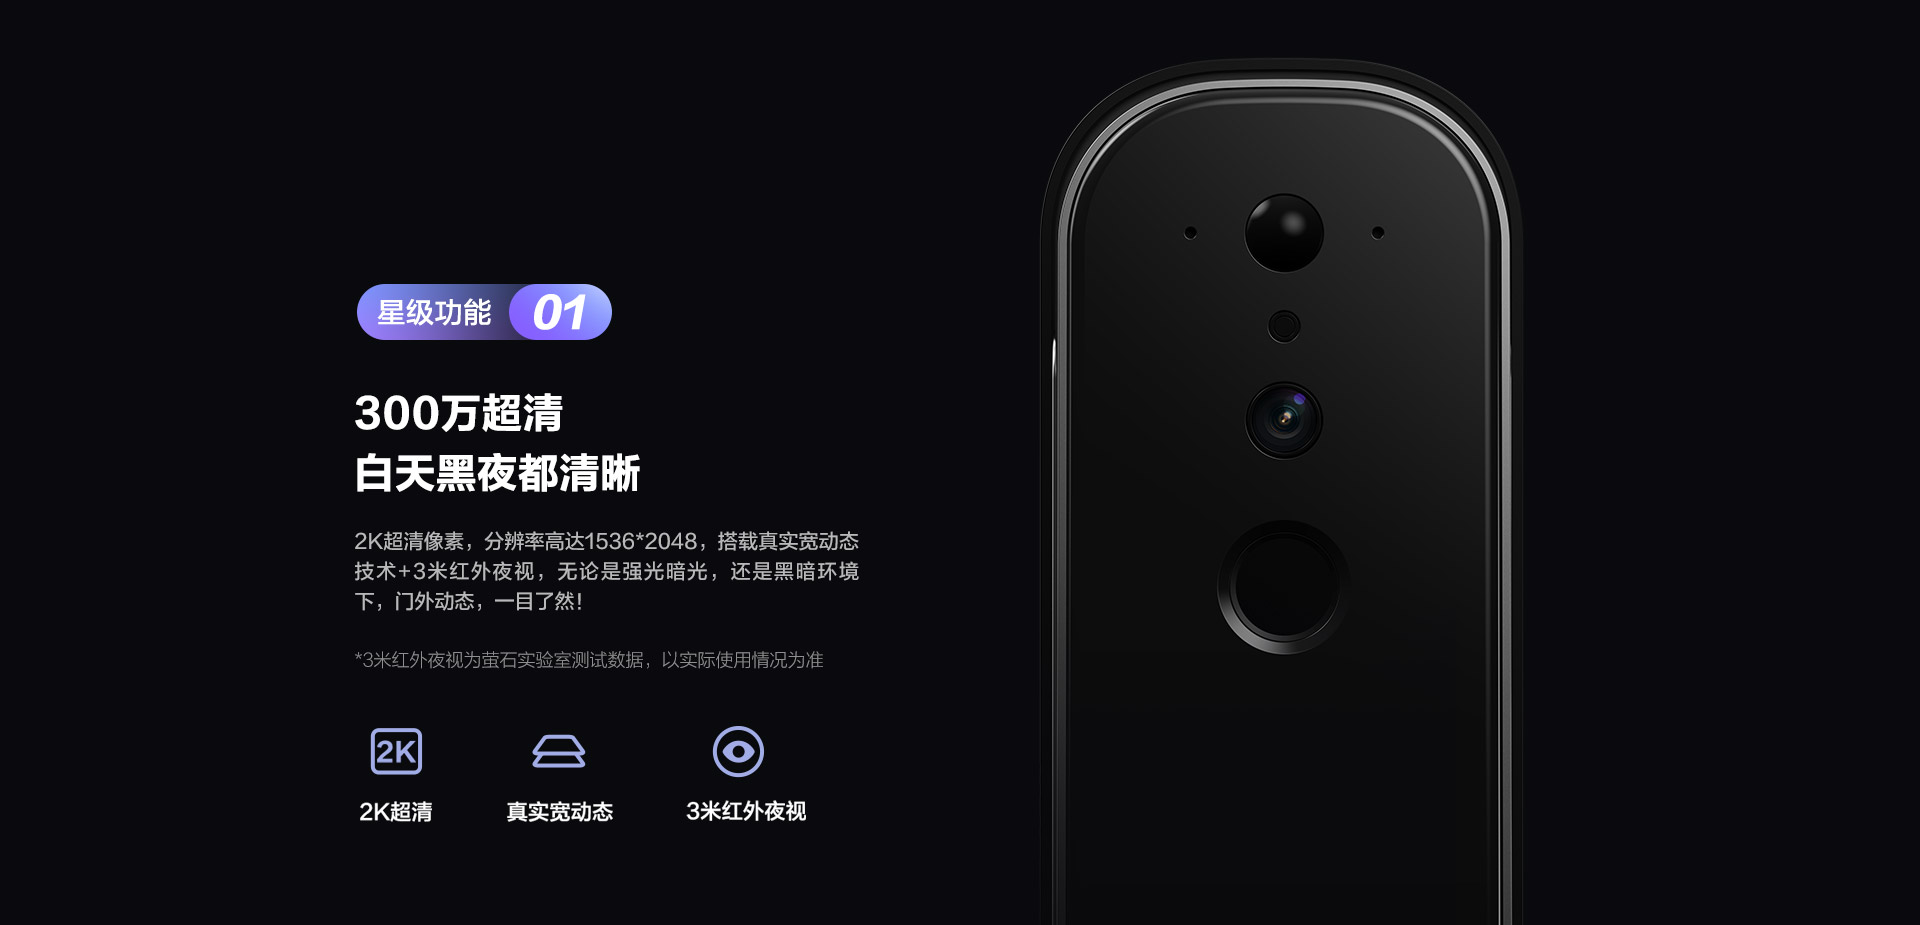 星级功能 01
300万超清
白天黑夜都清晰
2K超清像素，分辨率高达1536*2048，搭载真实宽动态
技术+3米红外夜视，无论是强光暗光，还是黑暗环境
下，门外动态，一目了然！
*3米红外夜视为萤石实验室测试数据，以实际使用情况为准
2K
2K超清 真实宽动态 3米红外夜视